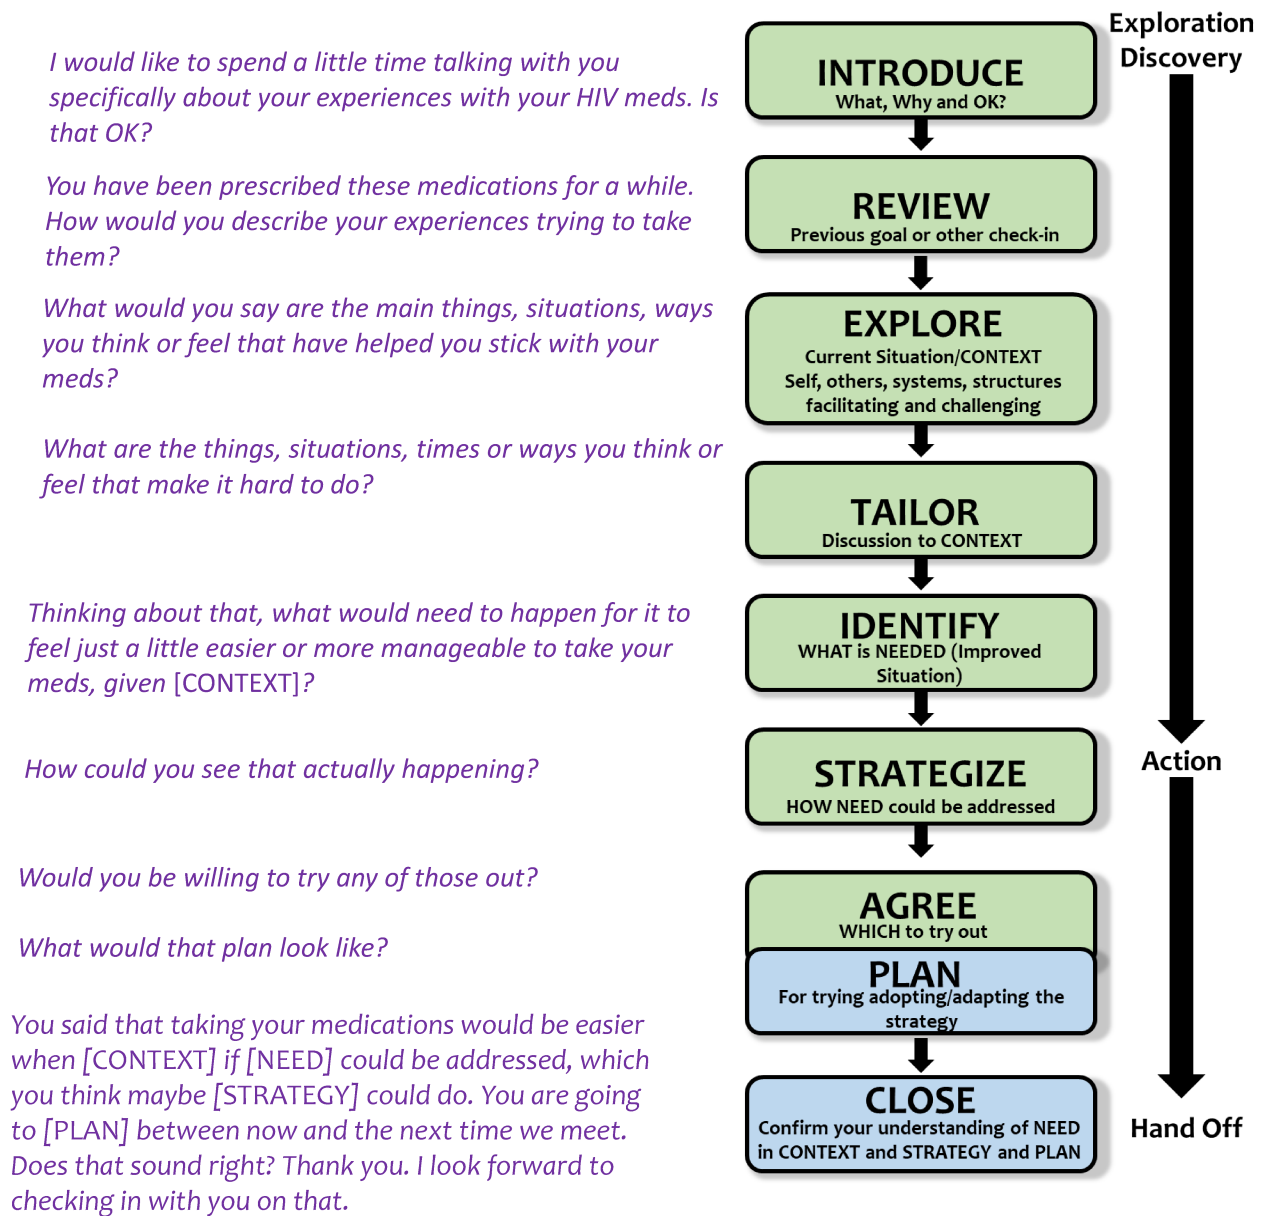 I would like to spend a little time talking with you
specifically about your experiences with your HIV meds. Is
that OK?
You have been prescribed these medications for a while.
How would you describe your experiences trying to take
them?
What would you say are the main things, situations, ways
you think or feel that have helped you stick with your
meds?
What are the things, situations, times or ways you think or
feel that make it hard to do?
Thinking about that, what would need to happen for it to
feel just a little easier or more manageable to take your
meds, given [CONTEXT]?
How could you see that actually happening?
Would you be willing to try any of those out?
What would that plan look like?
You said that taking your medications would be easier
when [CONTEXT] if [NEED] could be addressed, which
you think maybe [STRATEGY] could do. You are going
to [PLAN] between now and the next time we meet.
Does that sound right? Thank you. I look forward to
checking in with you on that.
INTRODUCE
What, Why and OK?
REVIEW
Previous goal or other check-in
EXPLORE
Current Situation/CONTEXT
Self, others, systems, structures
facilitating and challenging
TAILOR
Discussion to CONTEXT
IDENTIFY
WHAT is NEEDED (Improved
Situation)
STRATEGIZE
HOW NEED could be addressed
AGREE
WHICH to try out
PLAN
For trying adopting/adapting the
strategy
CLOSE
Confirm your understanding of NEED
in CONTEXT and STRATEGY and PLAN
Exploration
Discovery
Action
Hand Off